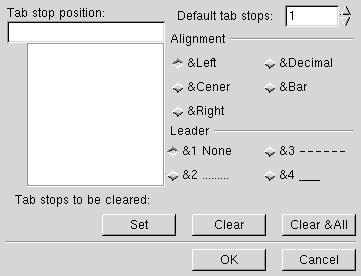 Tab stop position: Default tab stops: 1
Alignment
&Left &Decimal
&Cener &Bar
&Right
Leader
&1 None &3 ------
&2 ......... &4 ___
Tab stops to be cleared:
Set Clear Clear &All
OK Cancel